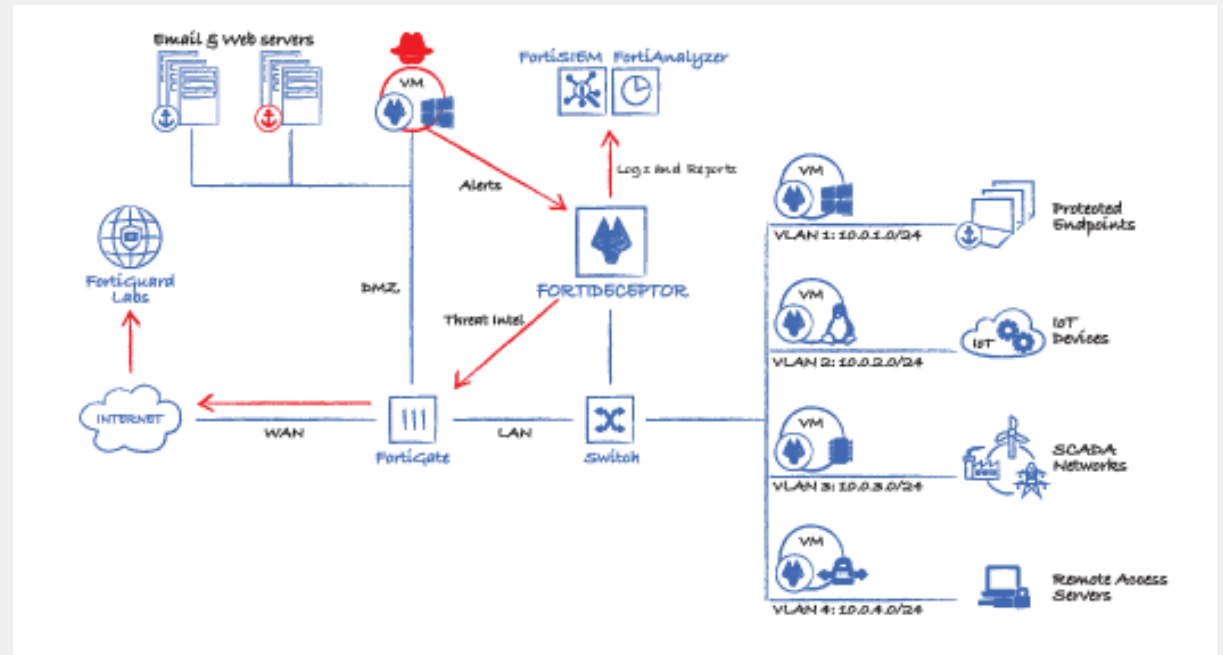 Email & Web servers
VM
FortiSIEM FortiAnalyzer
Logs and Reports
Alerts
VM
VLAN 1: 10.0.1.0/24
Protected
Endpoints
FortiGuard
Labs
DMZ
FORTIDECEPTOR
Threat Intel
VM
VLAN 2: 10.0.2.0/24
IoT
IoT
Devices
INTERNET
WAN
FortiGate
LAN
Switch
VM
VLAN 3: 10.0.3.0/24
SCADA
Networks
VM
VLAN 4: 10.0.4.0/24
Remote Access
Servers